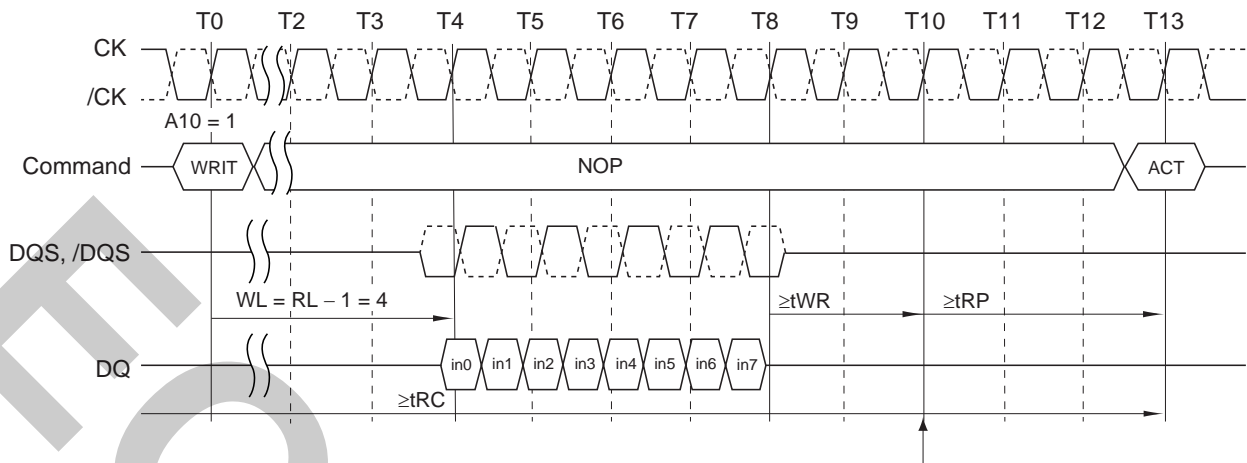 T0 T2 T3 T4 T5 T6 T7 T8 T9 T10 T11 T12 T13
CK
/CK
A10 = 1
Command WRIT NOP ACT
DQS, /DQS
WL = RL − 1 = 4 ≥tWR ≥tRP
DQ in0 in1 in2 in3 in4 in5 in6 in7
≥tRC